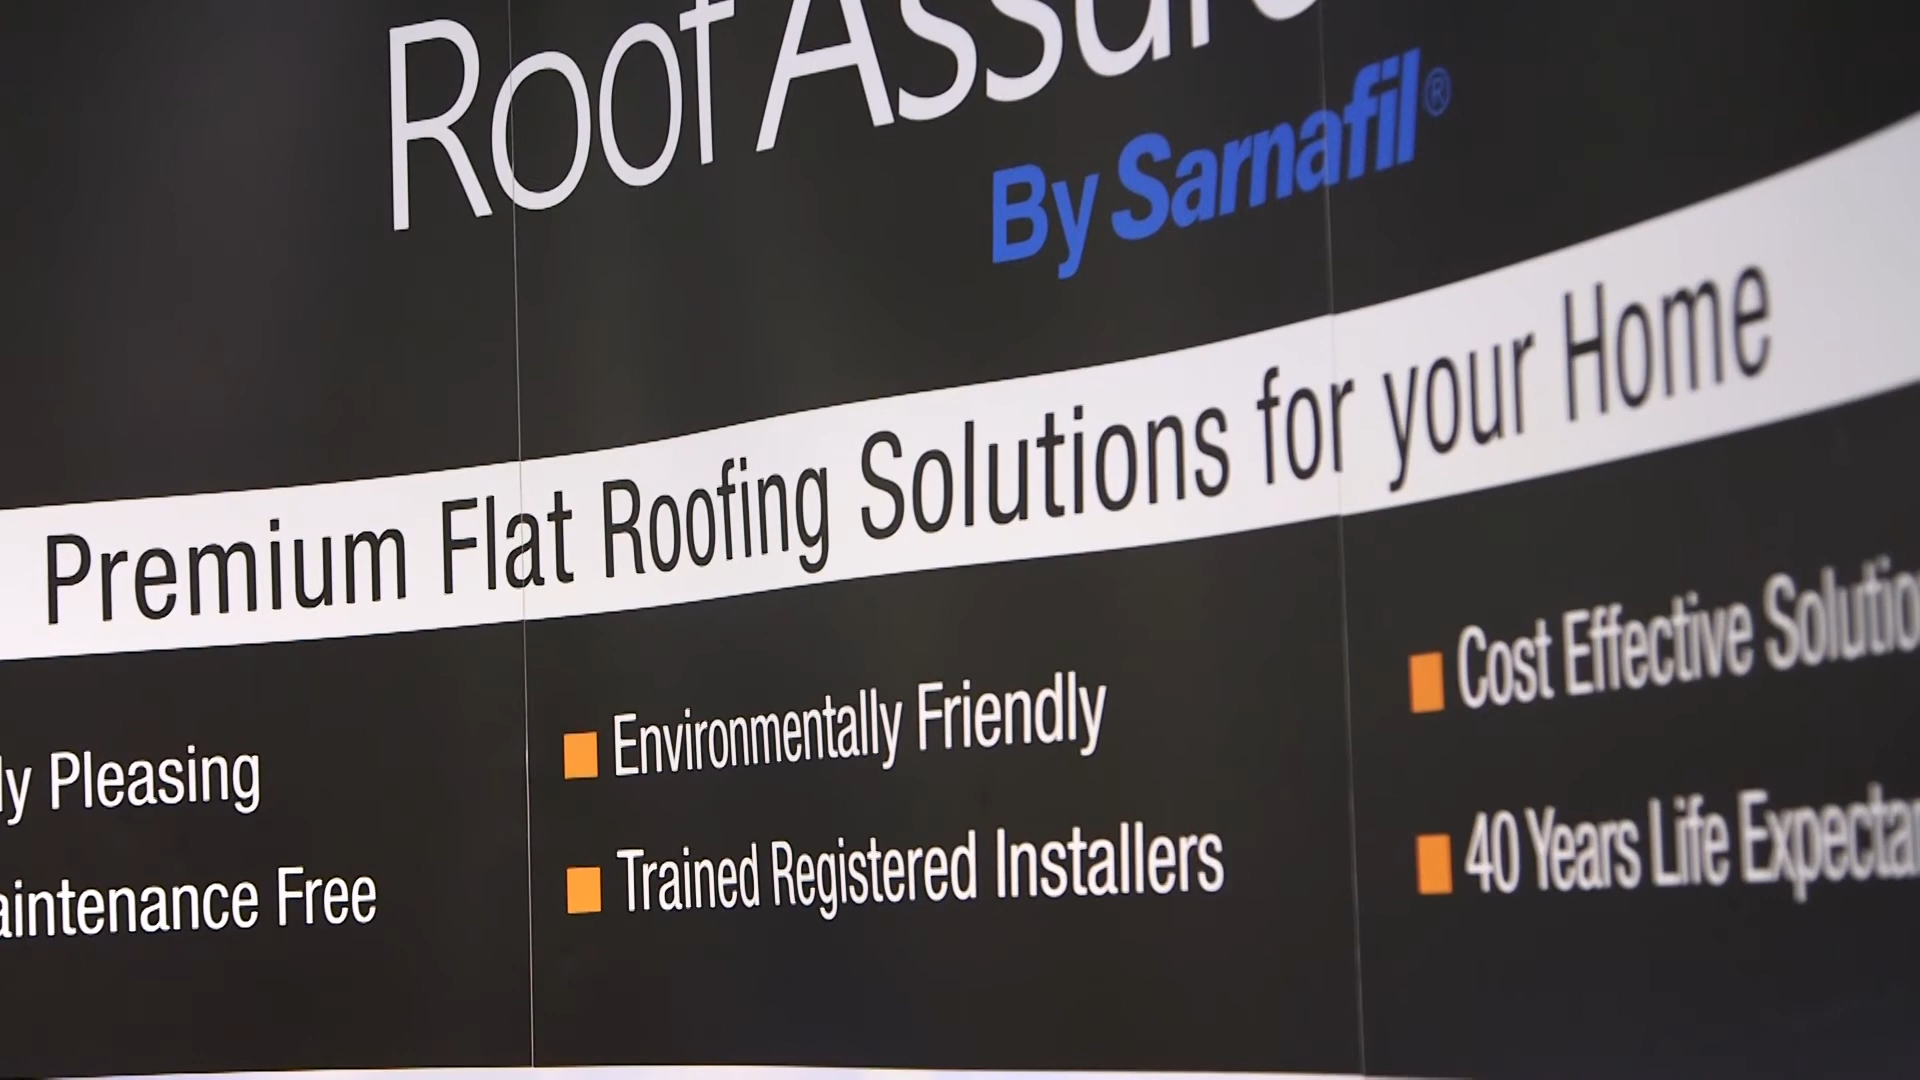 Roof
By Sarnafil®
Premium Flat Roofing Solutions for your Home
Pleasing
Environmentally Friendly
Cost Effective
Free
Trained Registered Installers
40 Years Life